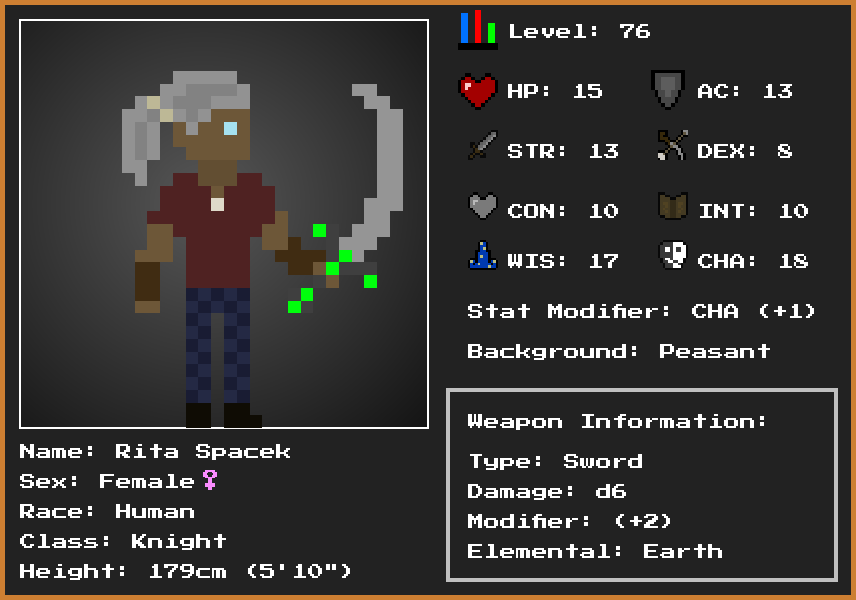 Level: 76
HP: 15
AC: 13
STR: 13
DEX: 8
CON: 10
INT: 10
WIS: 17
CHA: 18
Stat Modifier: CHA (+1)
Background: Peasant
Weapon Information:
Type: Sword
Damage: d6
Modifier: (+2)
Elemental: Earth
Name: Rita Spacek
Sex: Female♀
Race: Human
Class: Knight
Height: 179cm (5'10")